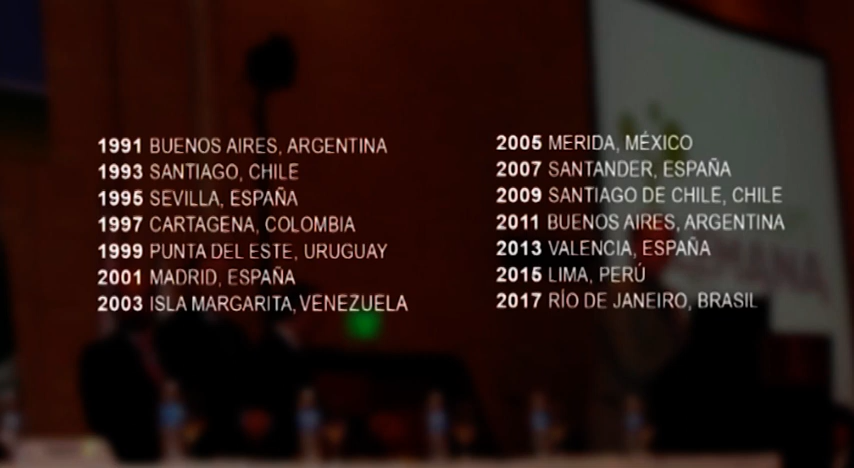 1991 BUENOS AIRES, ARGENTINA
1993 SANTIAGO, CHILE
1995 SEVILLA, ESPAÑA
1997 CARTAGENA, COLOMBIA
1999 PUNTA DEL ESTE, URUGUAY
2001 MADRID, ESPAÑA
2003 ISLA MARGARITA, VENEZUELA
2005 MERIDA, MÉXICO
2007 SANTANDER, ESPAÑA
2009 SANTIAGO DE CHILE, CHILE
2011 BUENOS AIRES, ARGENTINA
2013 VALENCIA, ESPAÑA
2015 LIMA, PERÚ
2017 RÍO DE JANEIRO, BRASIL